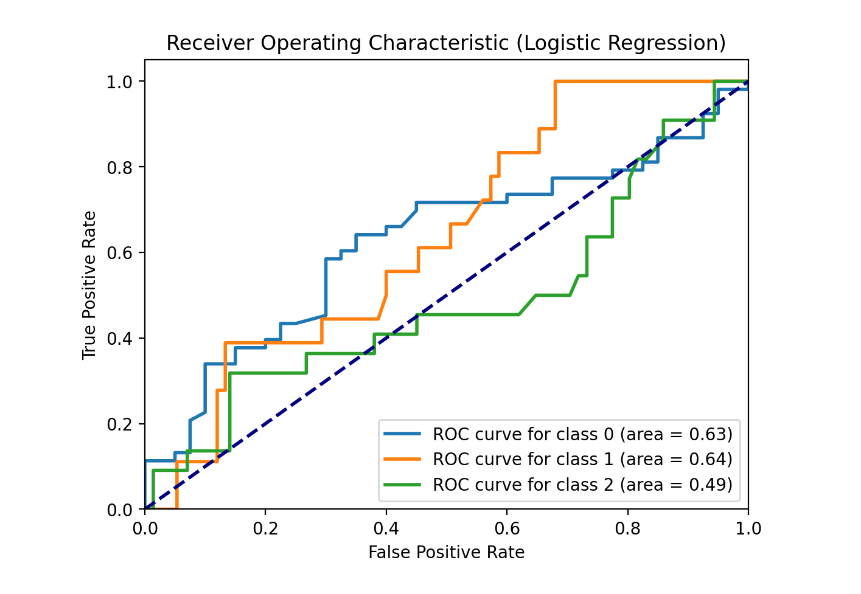 Receiver Operating Characteristic (Logistic Regression)
1.0
0.8
0.6
0.4
0.2
0.0
True Positive Rate
ROC curve for class 0 (area = 0.63)
ROC curve for class 1 (area = 0.64)
ROC curve for class 2 (area = 0.49)
0.0 0.2 0.4 0.6 0.8 1.0
False Positive Rate